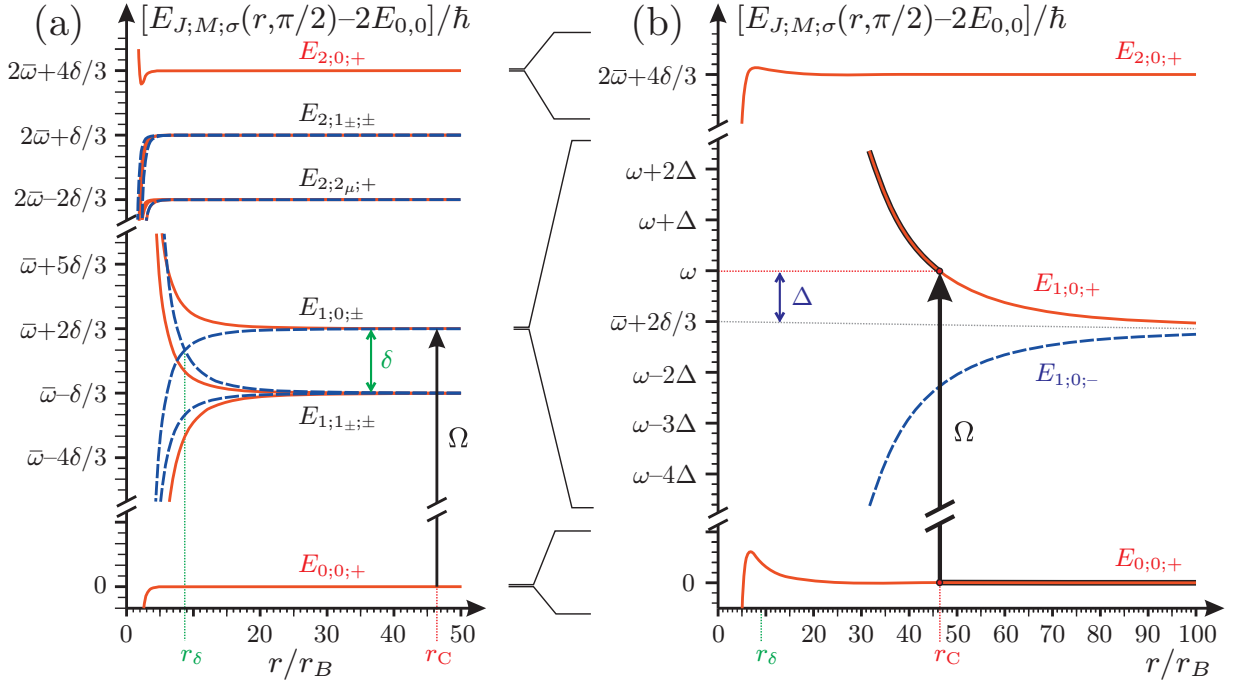 (a) [E_{J;M;σ}(r,π/2)–2E_{0,0}]/ħ
2ω̄+4δ/3
E_{2;0;+}
2ω̄+δ/3
E_{2;1±;±}
2ω̄–2δ/3
E_{2;2μ;+}
ω̄+5δ/3
ω̄+2δ/3
E_{1;0;±}
δ
ω̄–δ/3
E_{1;1±;±}
ω̄–4δ/3
Ω
E_{0;0;+}
0
0 10 20 30 40 50
r_δ
r/r_B
r_C
(b) [E_{J;M;σ}(r,π/2)–2E_{0,0}]/ħ
2ω̄+4δ/3
E_{2;0;+}
ω+2Δ
ω+Δ
ω
Δ
E_{1;0;+}
ω̄+2δ/3
ω–2Δ
E_{1;0;–}
ω–3Δ
Ω
ω–4Δ
E_{0;0;+}
0
0 10 20 30 40 50 60 70 80 90 100
r_δ
r_C
r/r_B